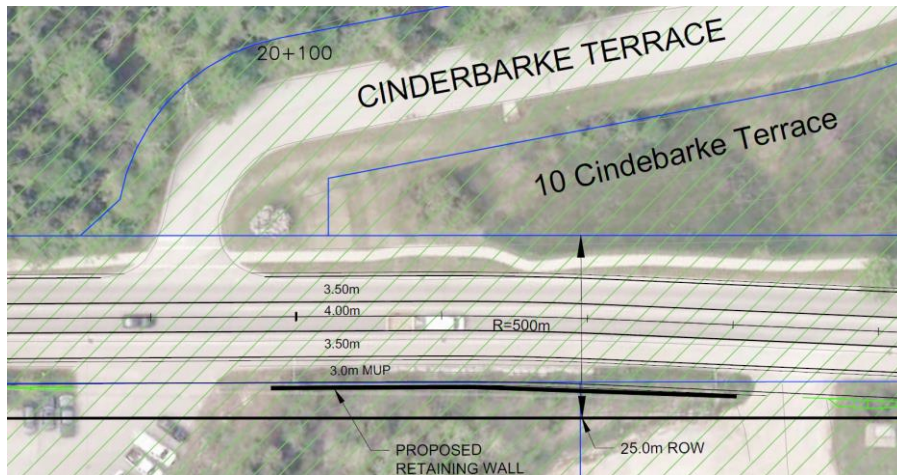 20+100
CINDERBARKE TERRACE
10 Cindebarke Terrace
3.50m
4.00m
R=500m
3.50m
3.0m MUP
PROPOSED
RETAINING WALL
25.0m ROW